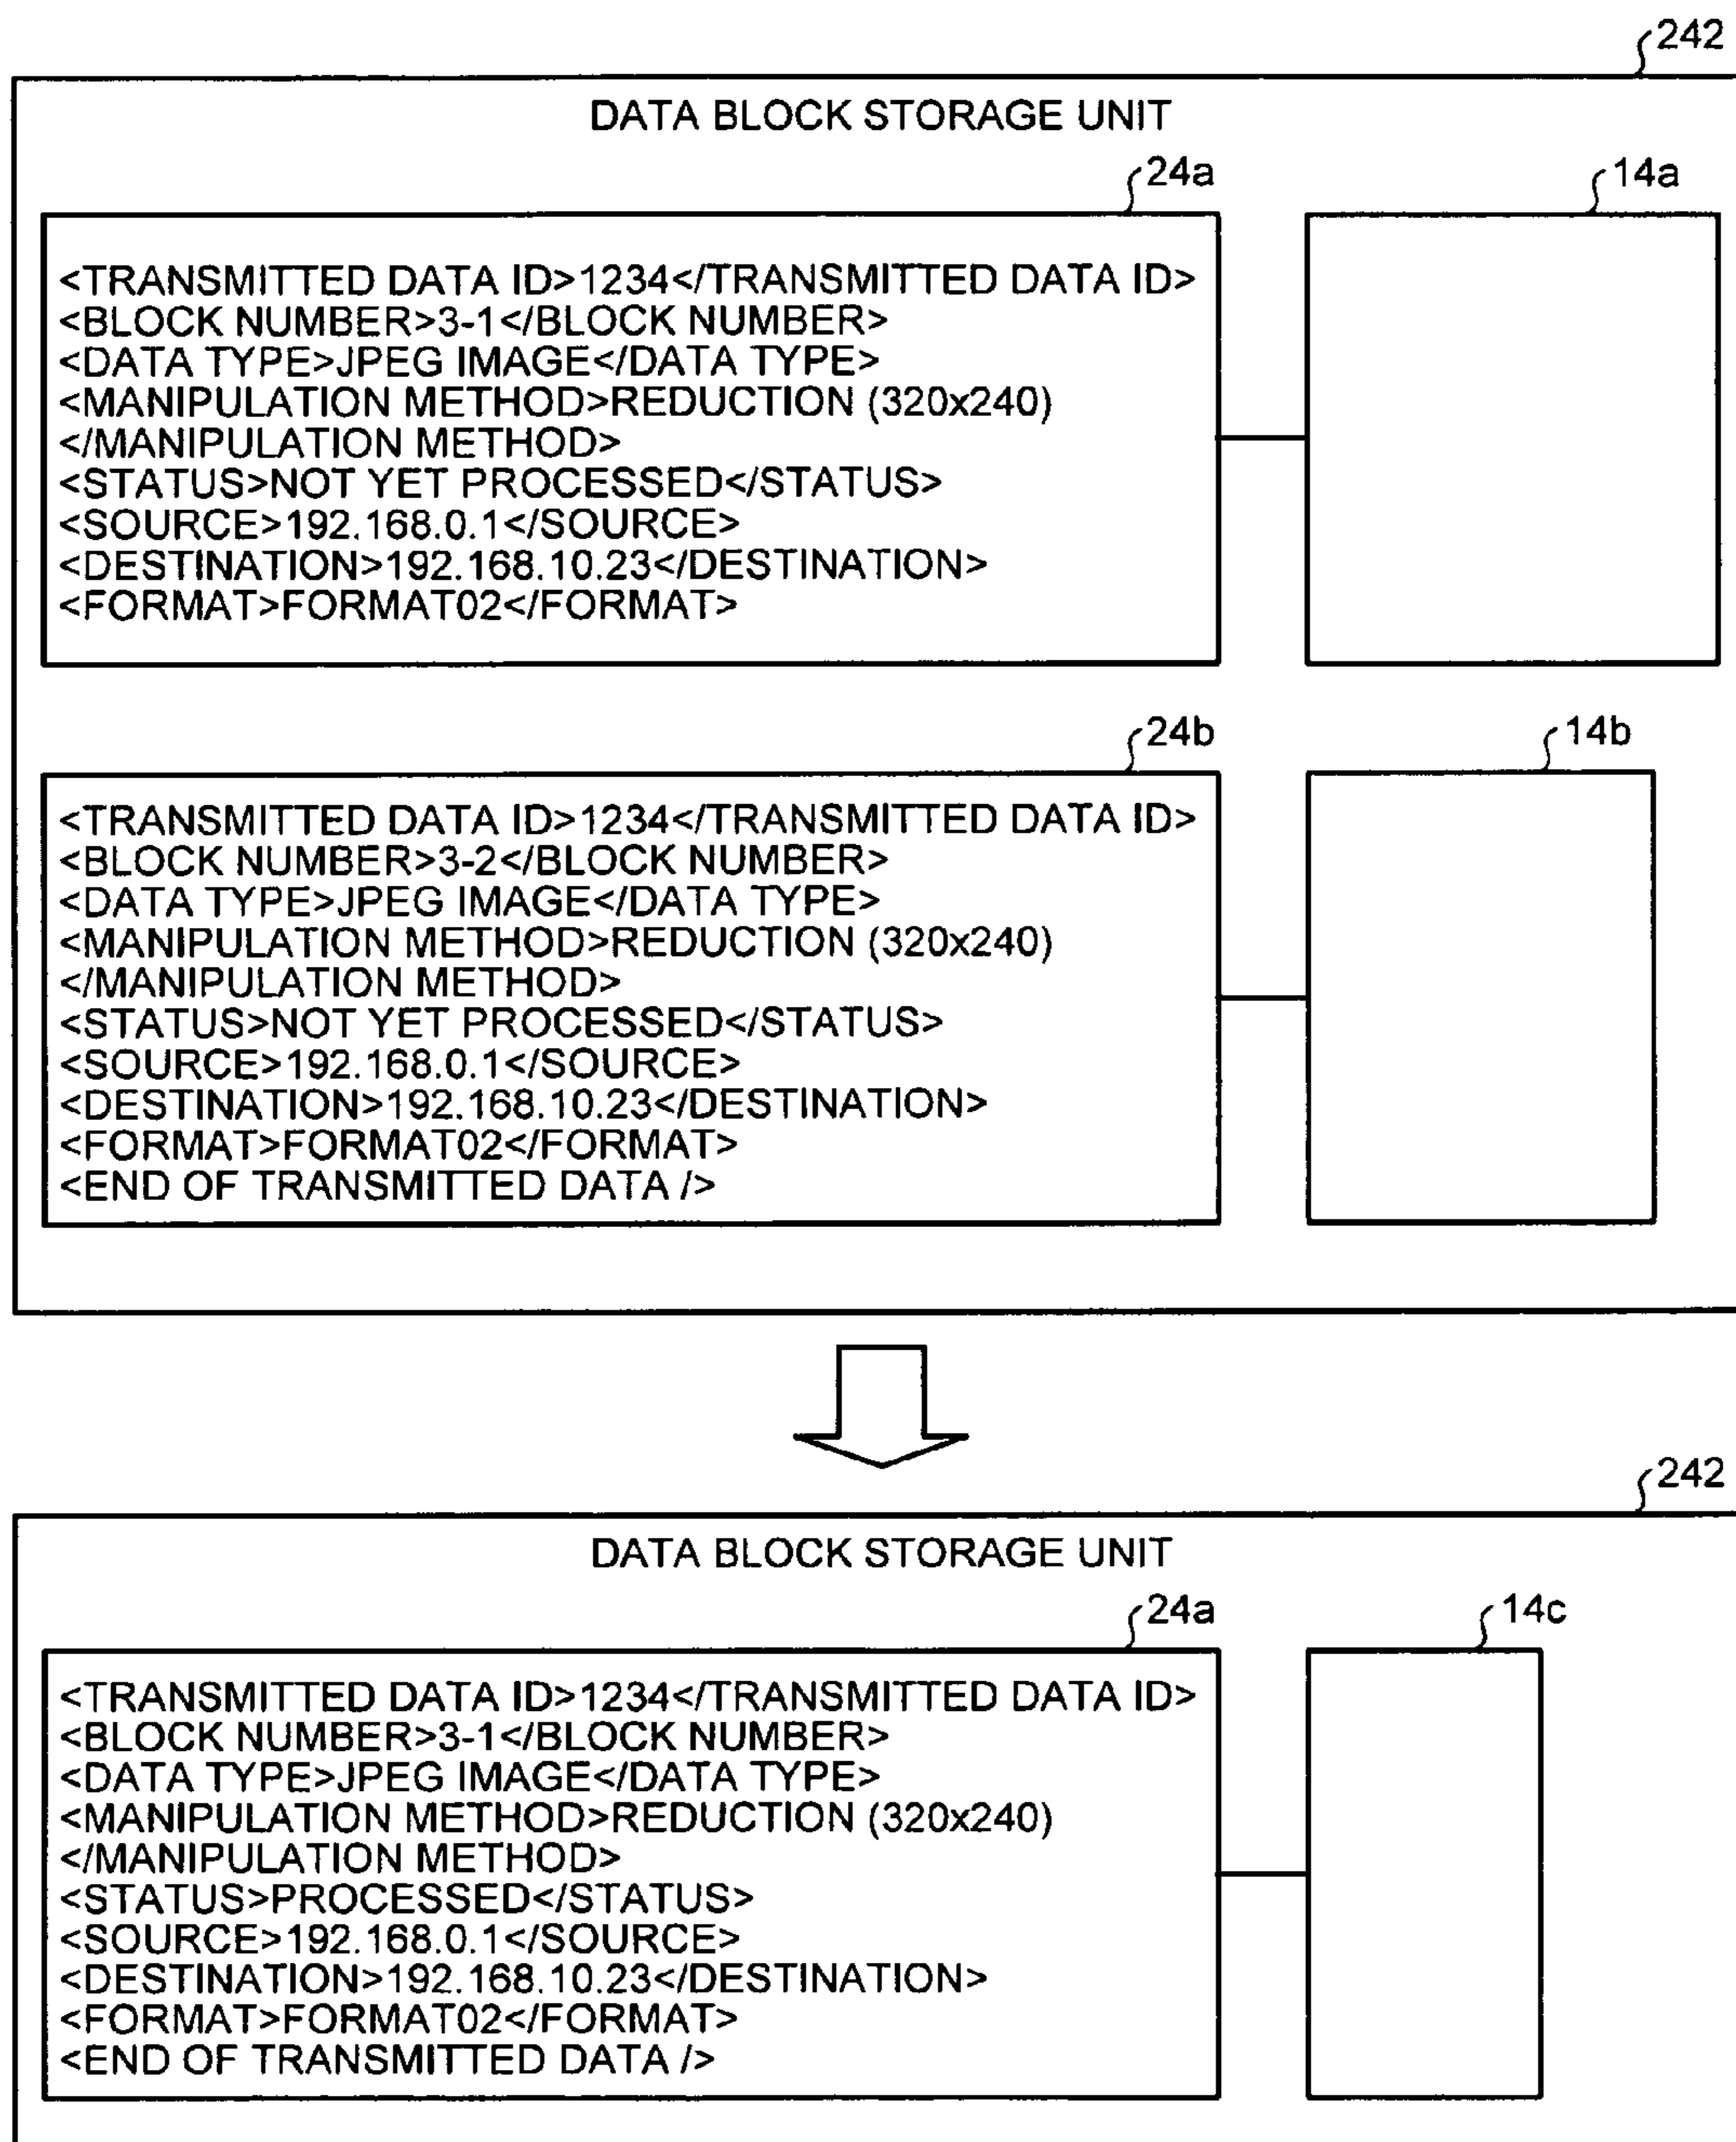 242
DATA BLOCK STORAGE UNIT
24a
14a
<TRANSMITTED DATA ID>1234</TRANSMITTED DATA ID>
<BLOCK NUMBER>3-1</BLOCK NUMBER>
<DATA TYPE>JPEG IMAGE</DATA TYPE>
<MANIPULATION METHOD>REDUCTION (320x240)
</MANIPULATION METHOD>
<STATUS>NOT YET PROCESSED</STATUS>
<SOURCE>192.168.0.1</SOURCE>
<DESTINATION>192.168.10.23</DESTINATION>
<FORMAT>FORMAT02</FORMAT>
24b
14b
<TRANSMITTED DATA ID>1234</TRANSMITTED DATA ID>
<BLOCK NUMBER>3-2</BLOCK NUMBER>
<DATA TYPE>JPEG IMAGE</DATA TYPE>
<MANIPULATION METHOD>REDUCTION (320x240)
</MANIPULATION METHOD>
<STATUS>NOT YET PROCESSED</STATUS>
<SOURCE>192.168.0.1</SOURCE>
<DESTINATION>192.168.10.23</DESTINATION>
<FORMAT>FORMAT02</FORMAT>
<END OF TRANSMITTED DATA />
242
DATA BLOCK STORAGE UNIT
24a
14c
<TRANSMITTED DATA ID>1234</TRANSMITTED DATA ID>
<BLOCK NUMBER>3-1</BLOCK NUMBER>
<DATA TYPE>JPEG IMAGE</DATA TYPE>
<MANIPULATION METHOD>REDUCTION (320x240)
</MANIPULATION METHOD>
<STATUS>PROCESSED</STATUS>
<SOURCE>192.168.0.1</SOURCE>
<DESTINATION>192.168.10.23</DESTINATION>
<FORMAT>FORMAT02</FORMAT>
<END OF TRANSMITTED DATA />